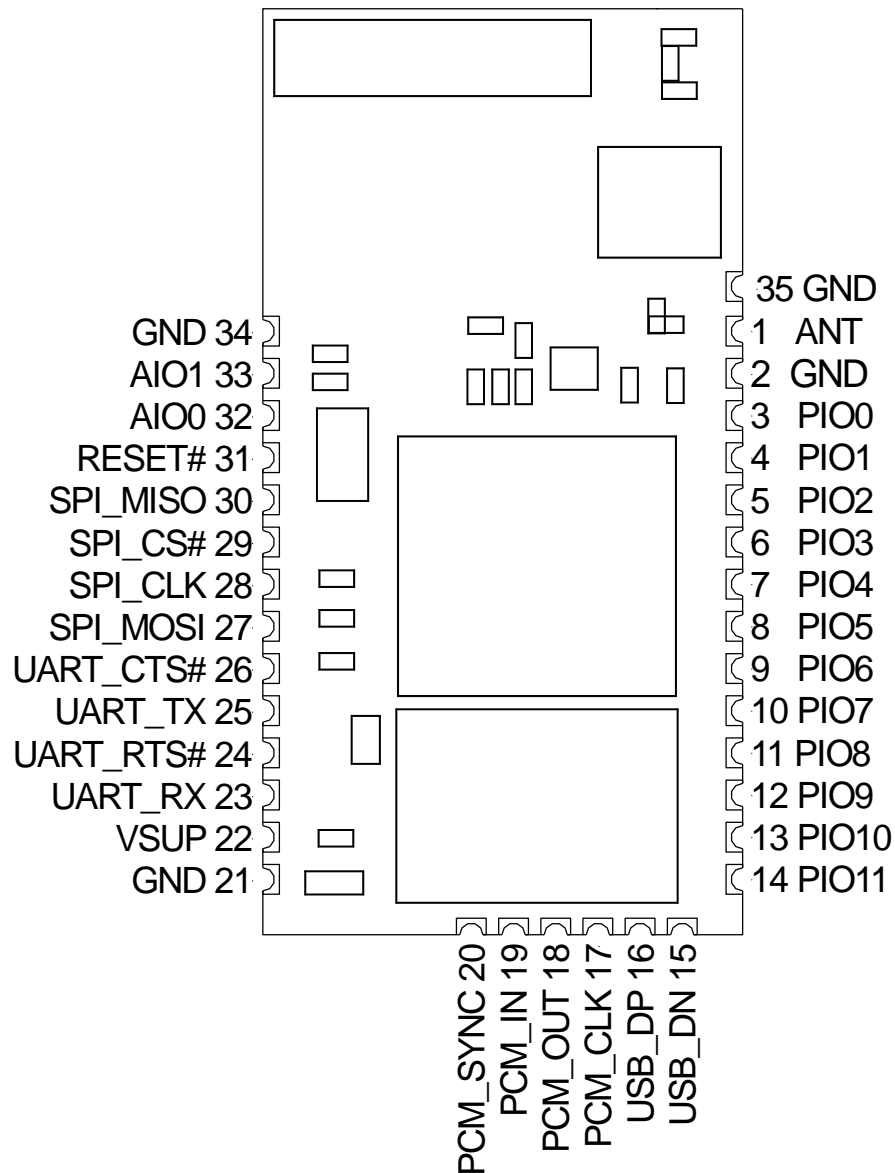 35 GND
GND 34
1 ANT
AIO1 33
2 GND
AIO0 32
3 PIO0
RESET# 31
4 PIO1
SPI_MISO 30
5 PIO2
SPI_CS# 29
6 PIO3
SPI_CLK 28
7 PIO4
SPI_MOSI 27
8 PIO5
UART_CTS# 26
9 PIO6
UART_TX 25
10 PIO7
UART_RTS# 24
11 PIO8
UART_RX 23
12 PIO9
VSUP 22
13 PIO10
GND 21
14 PIO11
PCM_SYNC 20
PCM_IN 19
PCM_OUT 18
PCM_CLK 17
USB_DP 16
USB_DN 15